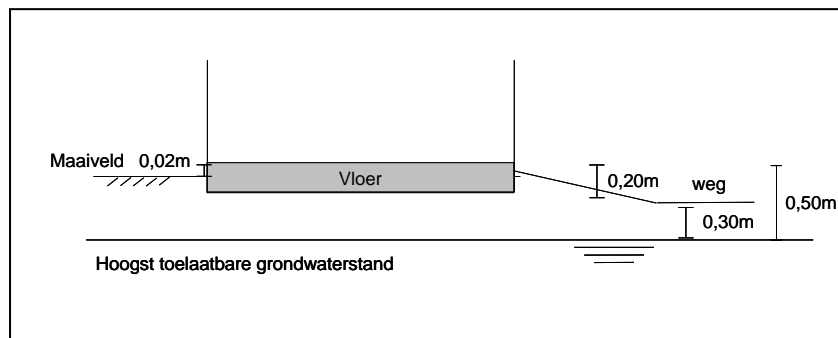 Maaiveld 0,02m
Vloer
0,20m
weg
0,50m
0,30m
Hoogst toelaatbare grondwaterstand